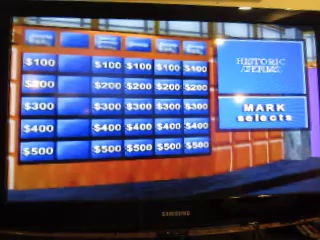 $100 $100 $100 $100 $100
$200 $200 $200 $200 $200
$300 $300 $300 $300 $300
$400 $400 $400 $400 $400
$500 $500 $500 $500 $500
HISTORIC
MARK
selects
SAMSUNG